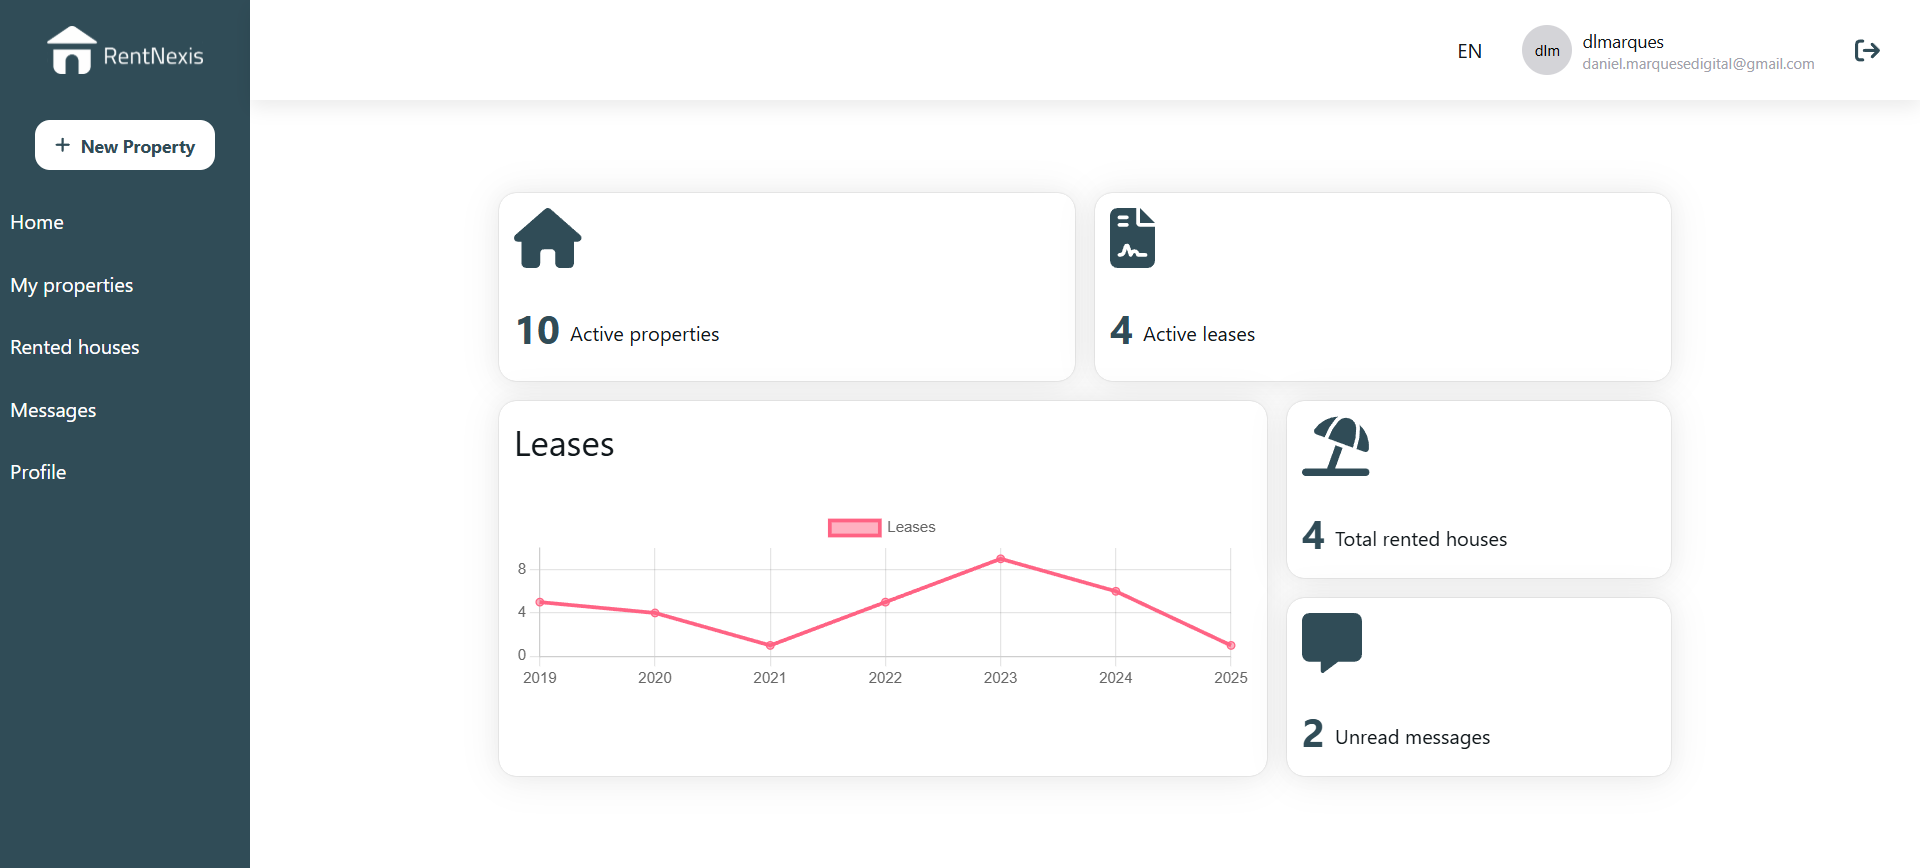 RentNexis
EN
dlm
dlmarques
daniel.marquesedigital@gmail.com
+ New Property
Home
My properties
Rented houses
Messages
Profile
10 Active properties
4 Active leases
Leases
Leases
8
4
0
2019 2020 2021 2022 2023 2024 2025
4 Total rented houses
2 Unread messages